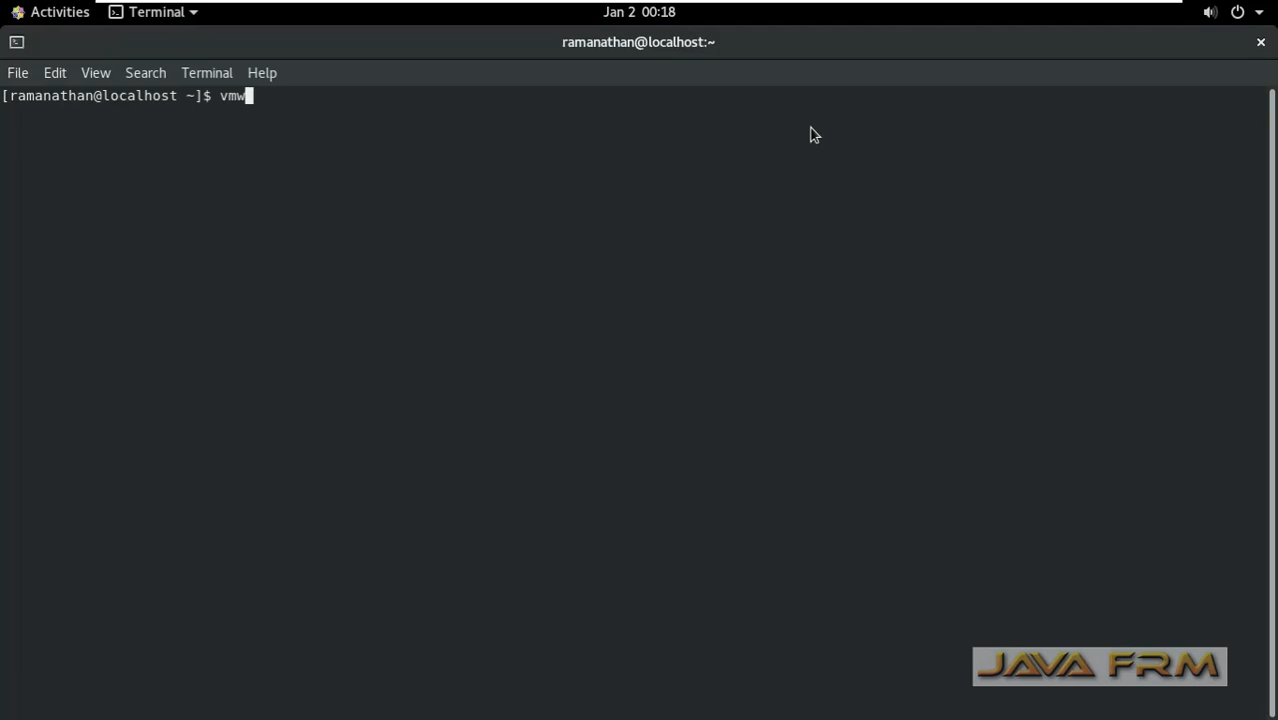 Activities Terminal Jan 2 00:18
ramanathan@localhost:~
File Edit View Search Terminal Help
[ramanathan@localhost ~]$ vmw
JAVA FRM